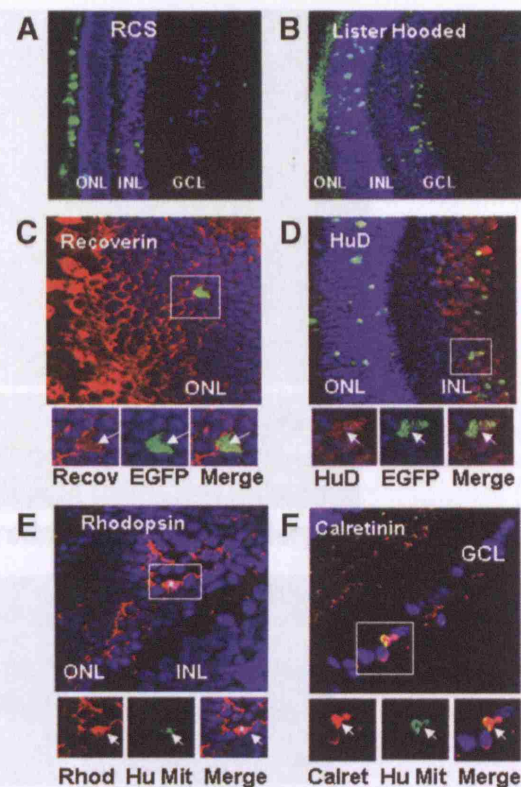 A
RCS
ONL INL GCL
B
Lister Hooded
ONL INL GCL
C
Recoverin
ONL
Recov EGFP Merge
D
HuD
ONL INL
HuD EGFP Merge
E
Rhodopsin
ONL INL
Rhod Hu Mit Merge
F
Calretinin
GCL
Calret Hu Mit Merge